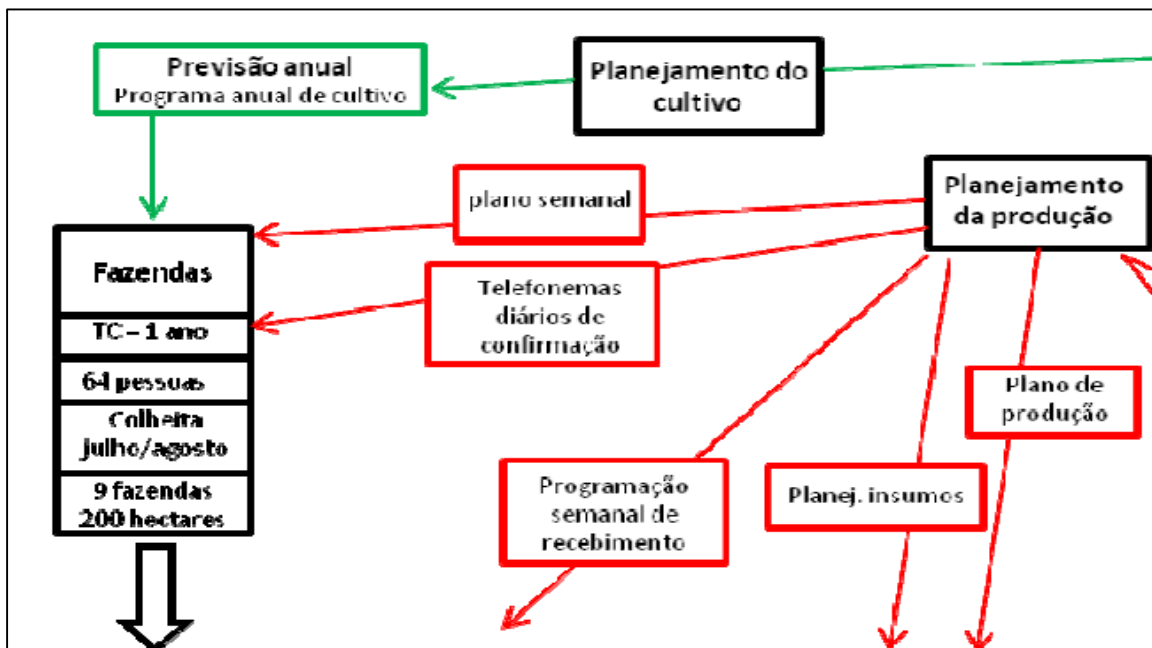 Previsão anual
Programa anual de cultivo
Planejamento do
cultivo
plano semanal
Planejamento
da produção
Fazendas
TC – 1 ano
64 pessoas
Colheita
julho/agosto
9 fazendas
200 hectares
Telefonemas
diários de
confirmação
Plano de
produção
Programação
semanal de
recebimento
Planej. insumos